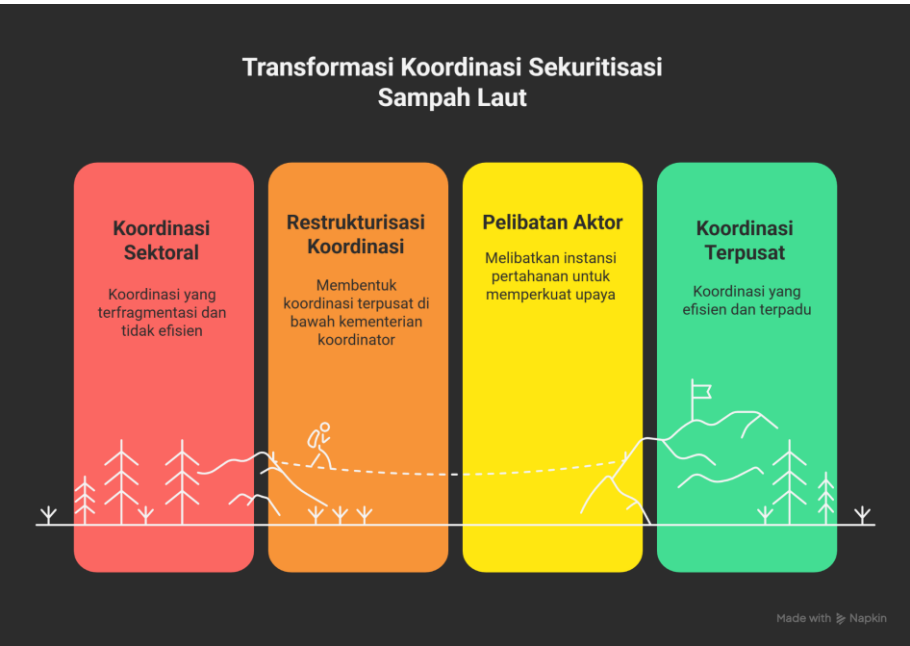 Transformasi Koordinasi Sekuritisasi
Sampah Laut
Koordinasi
Sektoral
Koordinasi yang
terfragmentasi dan
tidak efisien
Restrukturisasi
Koordinasi
Membentuk
koordinasi terpusat di
bawah kementerian
koordinator
Pelibatan Aktor
Melibatkan instansi
pertahanan untuk
memperkuat upaya
Koordinasi
Terpusat
Koordinasi yang
efisien dan terpadu
Made with Napkin